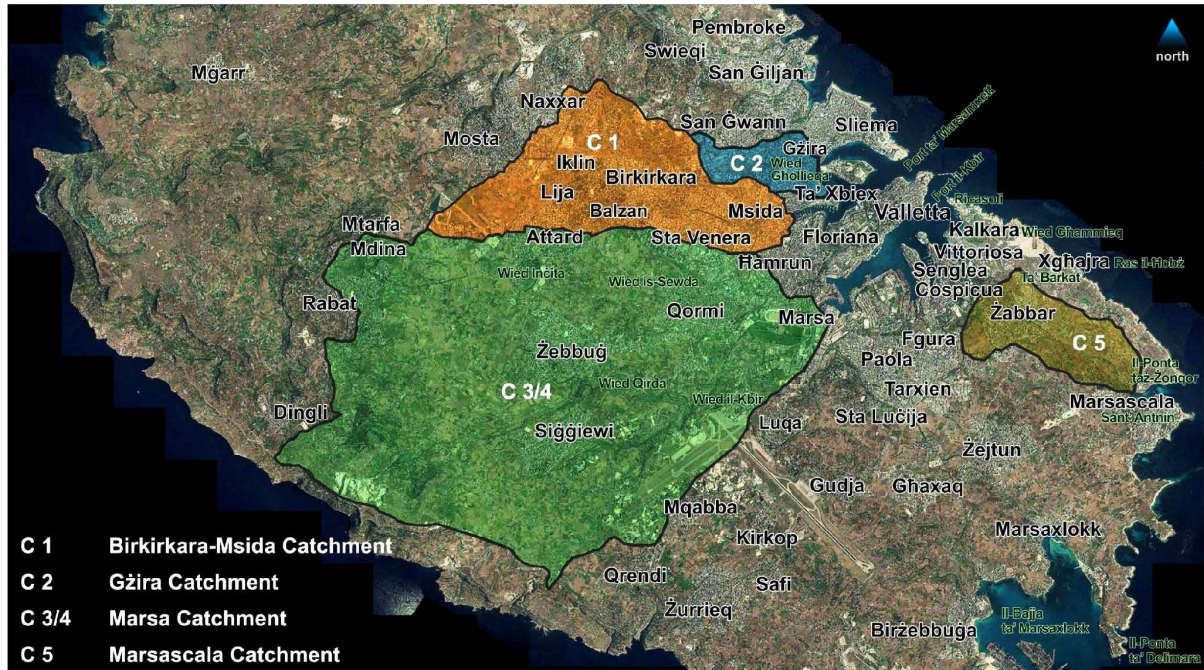 Pembroke
north
Swieqi
Mġarr
San Ġiljan
Naxxar
San Ġwann
Sliema
Mosta
C 1
Port ta' Marsamxett
Gżira
Iklin
C 2
Wied
Għollieqa
Birkirkara
Port il-Kbir
Lija
Ta' Xbiex
Ricasoli
Balzan
Msida
Valletta
Mtarfa
Kalkara
Wied Għammieq
Attard
Sta Venera
Floriana
Mdina
Vittoriosa
Ħamrun
Xgħajra
Ras il-Ħobż
Wied Inċita
Wied is-Sewda
Senglea
Ta' Barkat
Cospicua
Rabat
Qormi
Marsa
Żabbar
Fgura
C 5
Żebbuġ
Paola
Il-Ponta
taż-Żonqor
Wied Qirda
C 3/4
Tarxien
Wied il-Kbir
Marsascala
Dingli
Sant' Antnin
Luqa
Sta Luċija
Siġġiewi
Żejtun
Gudja
Għaxaq
Mqabba
Marsaxlokk
Kirkop
C 1 Birkirkara-Msida Catchment
Qrendi
Safi
C 2 Gżira Catchment
Żurrieq
Il-Bajja
ta' Marsaxlokk
C 3/4 Marsa Catchment
Birżebbuġa
Il-Ponta
ta' Delimara
C 5 Marsascala Catchment